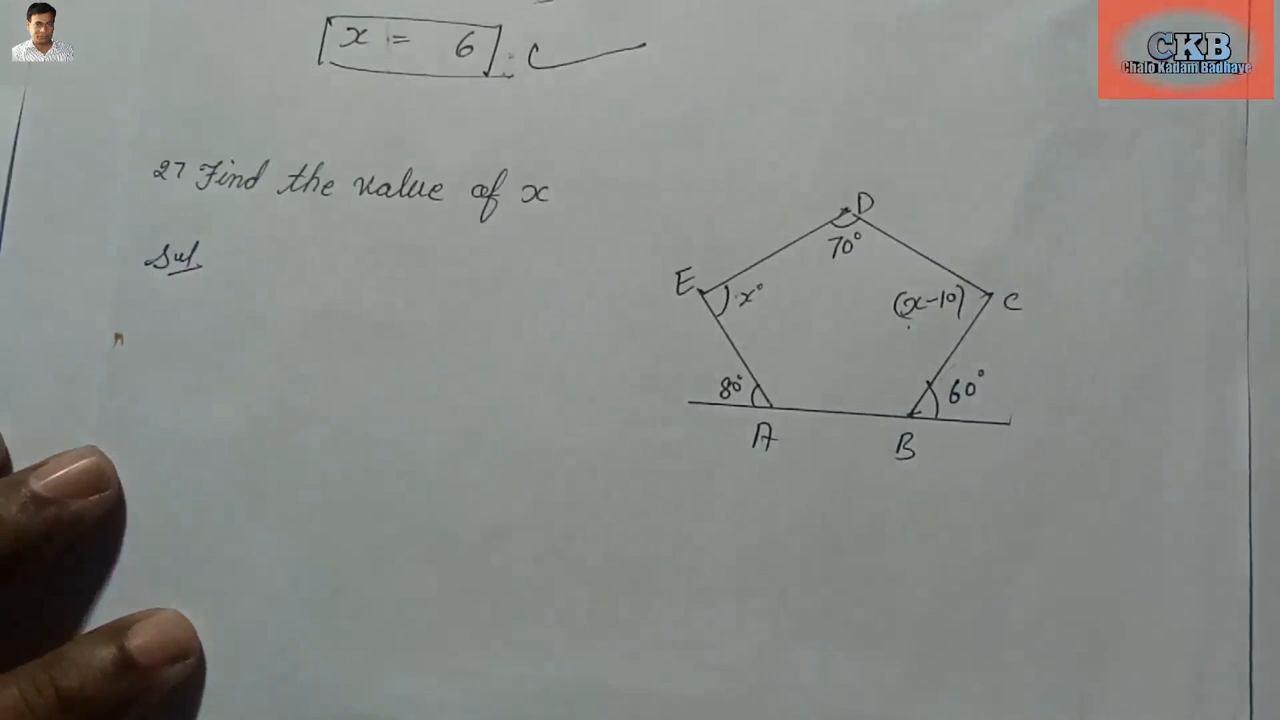 x = 6
CKB
Chalo Kadam Badhaye
27 Find the value of x
Sol
D
70°
E
x°
(x-10)
C
80°
60°
A
B